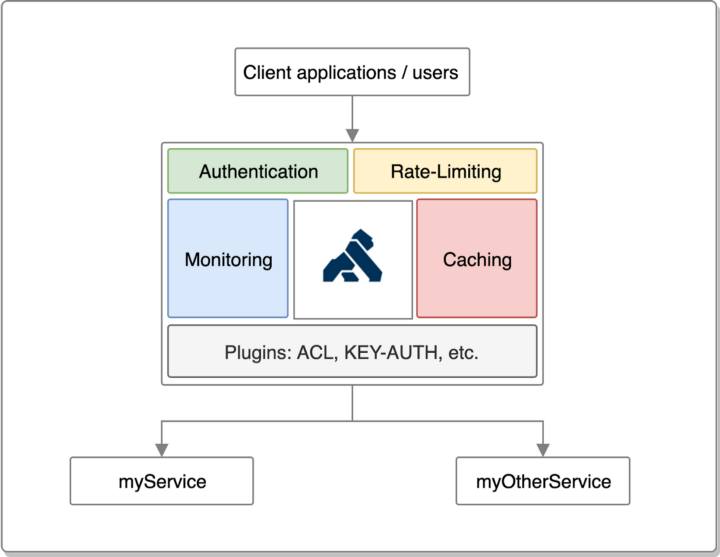 Client applications / users
Authentication
Rate-Limiting
Monitoring
Caching
Plugins: ACL, KEY-AUTH, etc.
myService
myOtherService